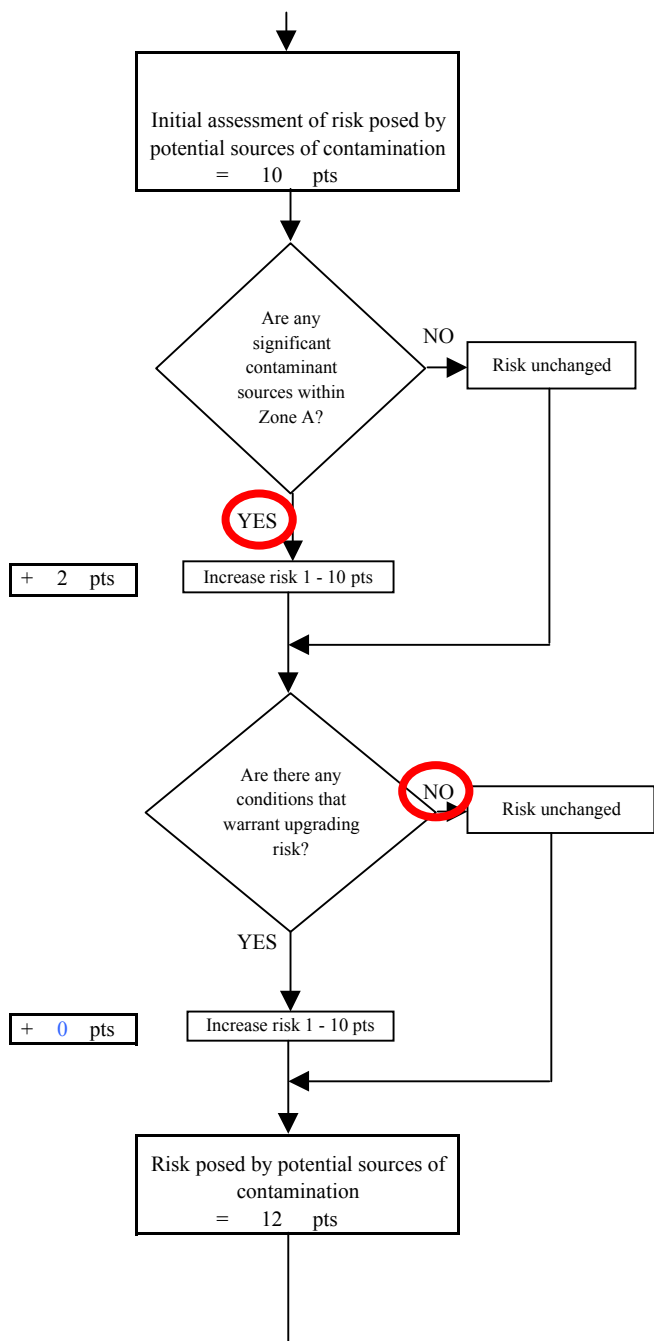 Initial assessment of risk posed by
potential sources of contamination
= 10 pts
Are any
significant
contaminant
sources within
Zone A?
NO
Risk unchanged
YES
+ 2 pts
Increase risk 1 - 10 pts
Are there any
conditions that
warrant upgrading
risk?
NO
Risk unchanged
YES
+ 0 pts
Increase risk 1 - 10 pts
Risk posed by potential sources of
contamination
= 12 pts